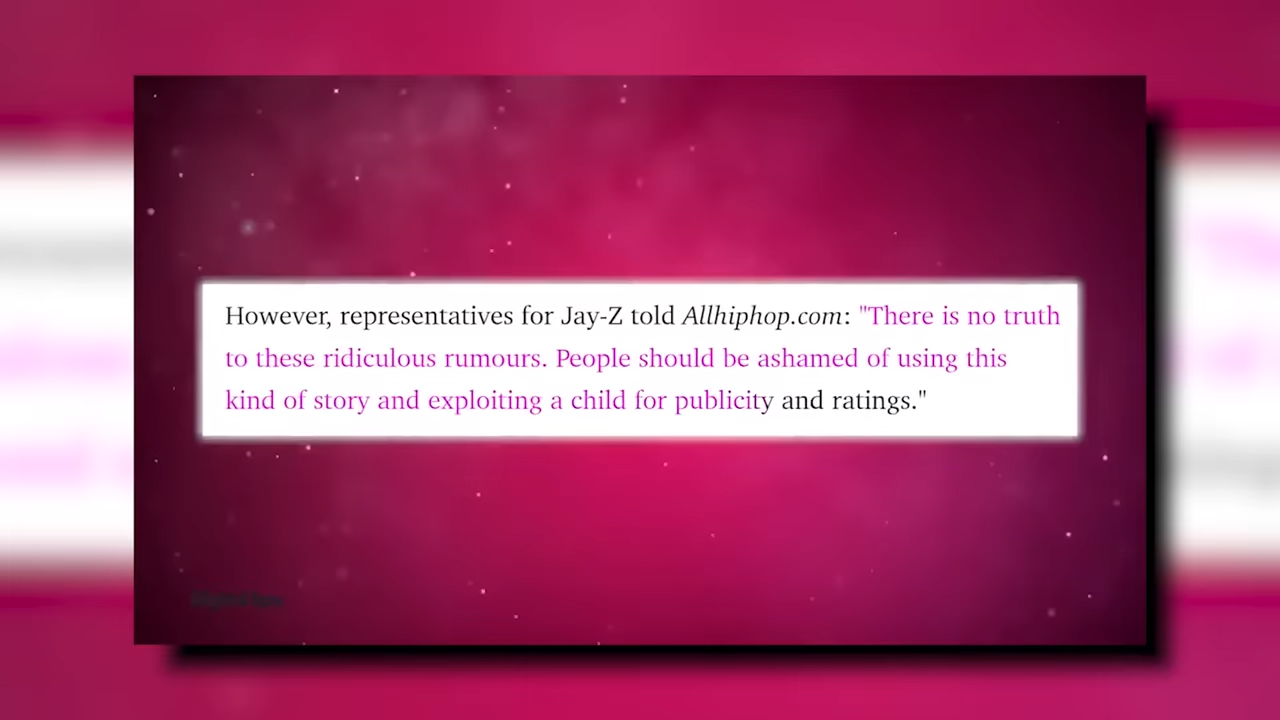 However, representatives for Jay-Z told Allhiphop.com: "There is no truth
to these ridiculous rumours. People should be ashamed of using this
kind of story and exploiting a child for publicity and ratings."